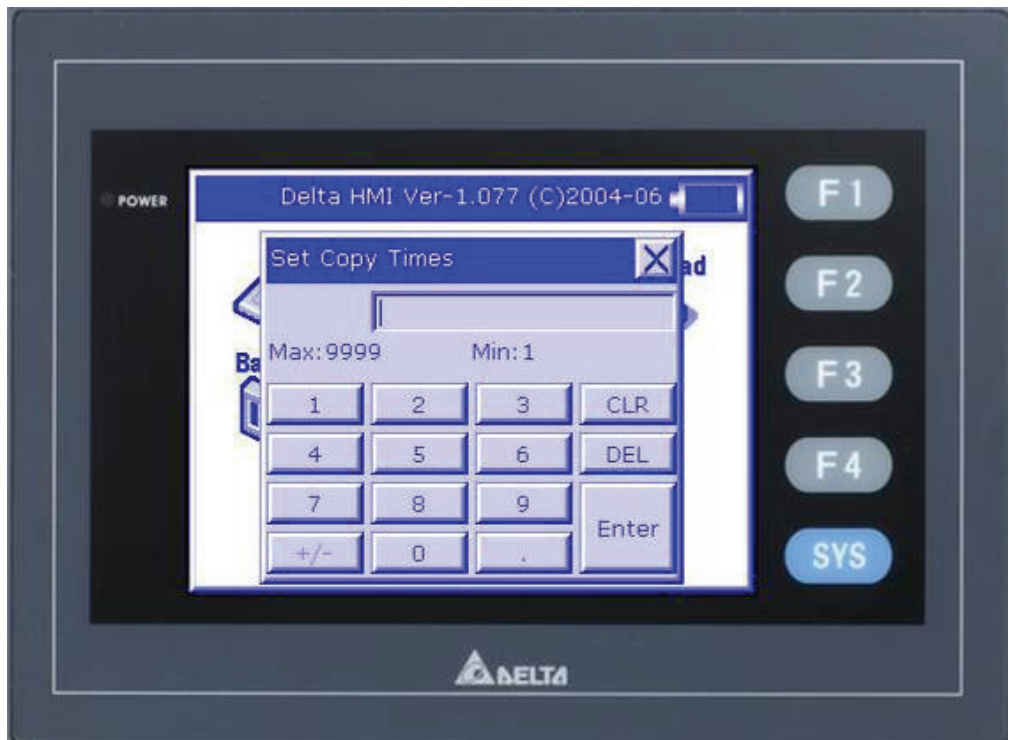 POWER
Delta HMI Ver-1.077 (C)2004-06
Set Copy Times
ad
Max:9999 Min:1
Ba
1 2 3 CLR
4 5 6 DEL
7 8 9
Enter
+/- 0 .
F1
F2
F3
F4
SYS
DELTA